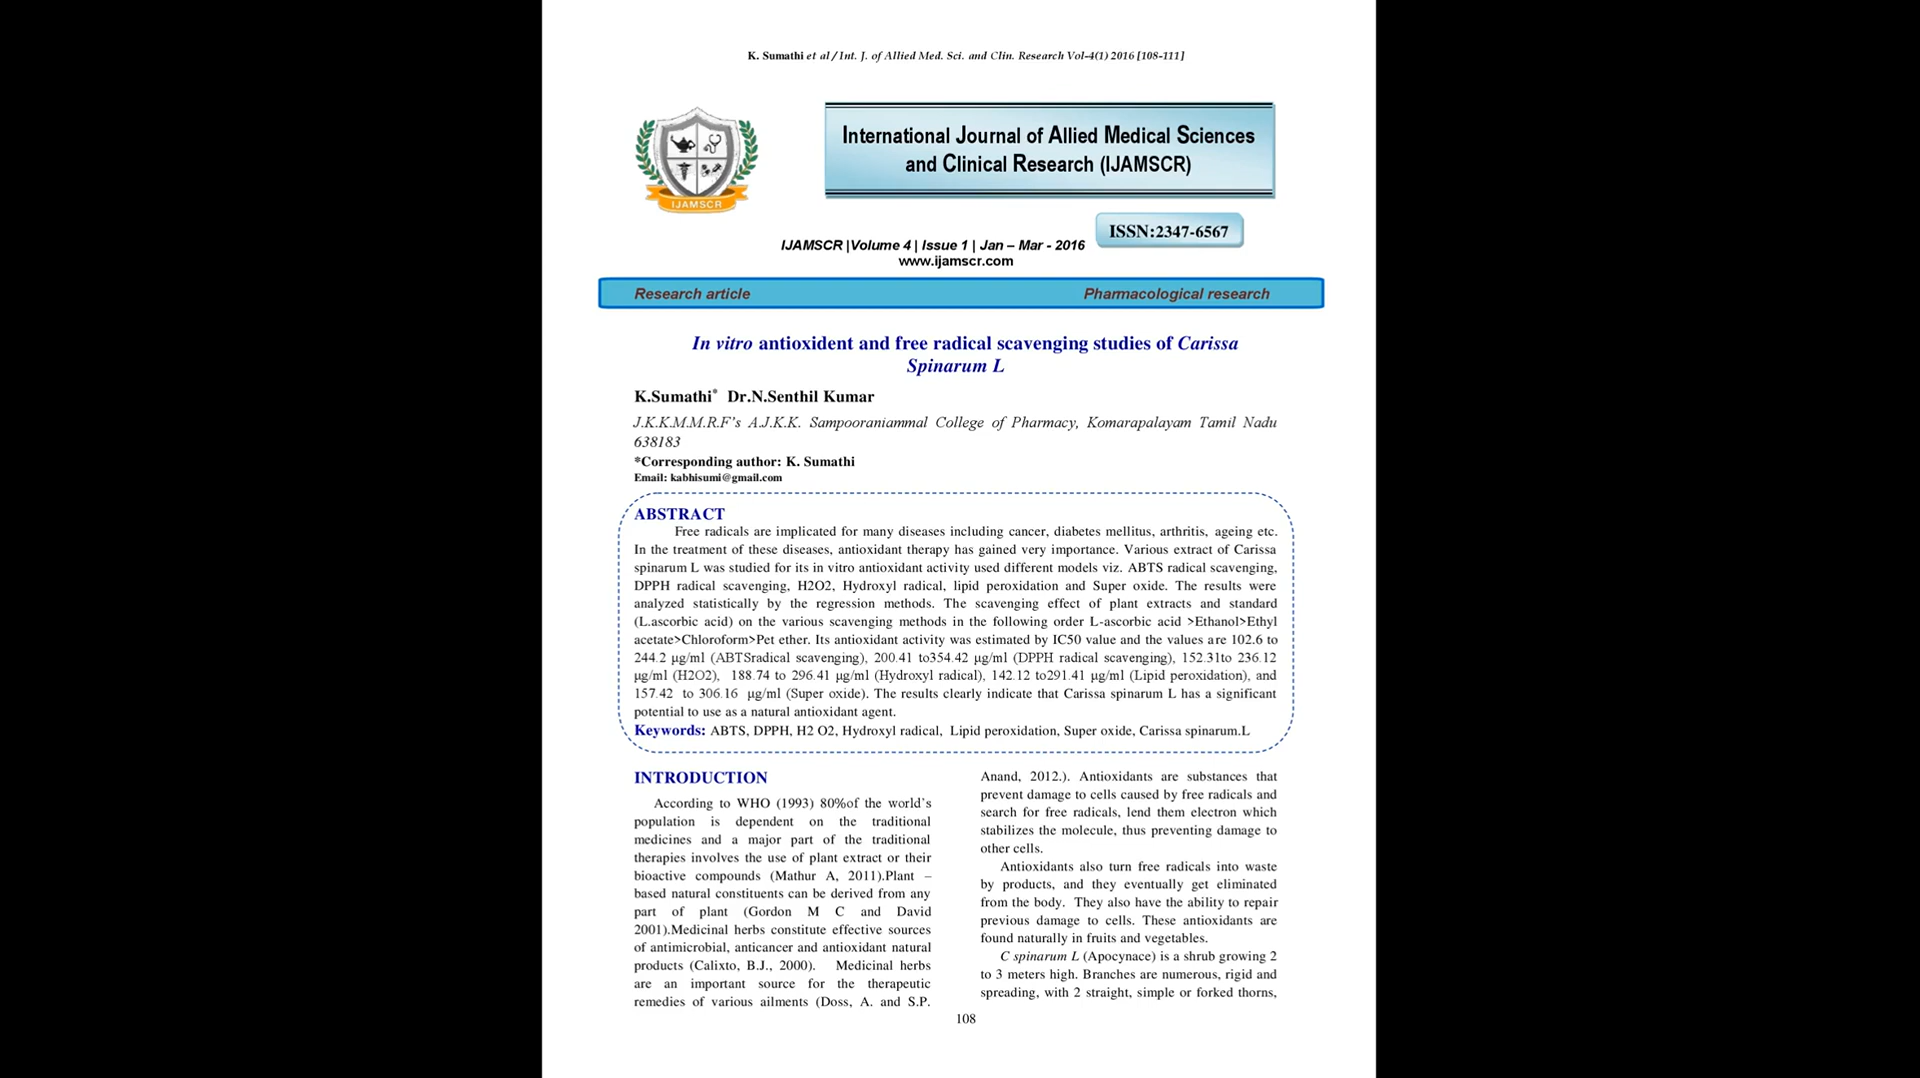 K. Sumathi et al / Int. J. of Allied Med. Sci. and Clin. Research Vol-4(1) 2016 [108-111]
IJAMSCR
International Journal of Allied Medical Sciences
and Clinical Research (IJAMSCR)
ISSN:2347-6567
IJAMSCR |Volume 4 | Issue 1 | Jan – Mar - 2016
www.ijamscr.com
Research article Pharmacological research
In vitro antioxident and free radical scavenging studies of Carissa
Spinarum L
K.Sumathi* Dr.N.Senthil Kumar
J.K.K.M.M.R.F’s A.J.K.K. Sampooraniammal College of Pharmacy, Komarapalayam Tamil Nadu
638183
*Corresponding author: K. Sumathi
Email: kabhisumi@gmail.com
ABSTRACT
Free radicals are implicated for many diseases including cancer, diabetes mellitus, arthritis, ageing etc.
In the treatment of these diseases, antioxidant therapy has gained very importance. Various extract of Carissa
spinarum L was studied for its in vitro antioxidant activity used different models viz. ABTS radical scavenging,
DPPH radical scavenging, H2O2, Hydroxyl radical, lipid peroxidation and Super oxide. The results were
analyzed statistically by the regression methods. The scavenging effect of plant extracts and standard
(L.ascorbic acid) on the various scavenging methods in the following order L-ascorbic acid >Ethanol>Ethyl
acetate>Chloroform>Pet ether. Its antioxidant activity was estimated by IC50 value and the values are 102.6 to
244.2 µg/ml (ABTSradical scavenging), 200.41 to354.42 µg/ml (DPPH radical scavenging), 152.31to 236.12
µg/ml (H2O2), 188.74 to 296.41 µg/ml (Hydroxyl radical), 142.12 to291.41 µg/ml (Lipid peroxidation), and
157.42 to 306.16 µg/ml (Super oxide). The results clearly indicate that Carissa spinarum L has a significant
potential to use as a natural antioxidant agent.
Keywords: ABTS, DPPH, H2 O2, Hydroxyl radical, Lipid peroxidation, Super oxide, Carissa spinarum.L
INTRODUCTION
According to WHO (1993) 80%of the world’s
population is dependent on the traditional
medicines and a major part of the traditional
therapies involves the use of plant extract or their
bioactive compounds (Mathur A, 2011).Plant –
based natural constituents can be derived from any
part of plant (Gordon M C and David
2001).Medicinal herbs constitute effective sources
of antimicrobial, anticancer and antioxidant natural
products (Calixto, B.J., 2000). Medicinal herbs
are an important source for the therapeutic
remedies of various ailments (Doss, A. and S.P.
Anand, 2012.). Antioxidants are substances that
prevent damage to cells caused by free radicals and
search for free radicals, lend them electron which
stabilizes the molecule, thus preventing damage to
other cells.
Antioxidants also turn free radicals into waste
by products, and they eventually get eliminated
from the body. They also have the ability to repair
previous damage to cells. These antioxidants are
found naturally in fruits and vegetables.
C spinarum L (Apocynace) is a shrub growing 2
to 3 meters high. Branches are numerous, rigid and
spreading, with 2 straight, simple or forked thorns,
108